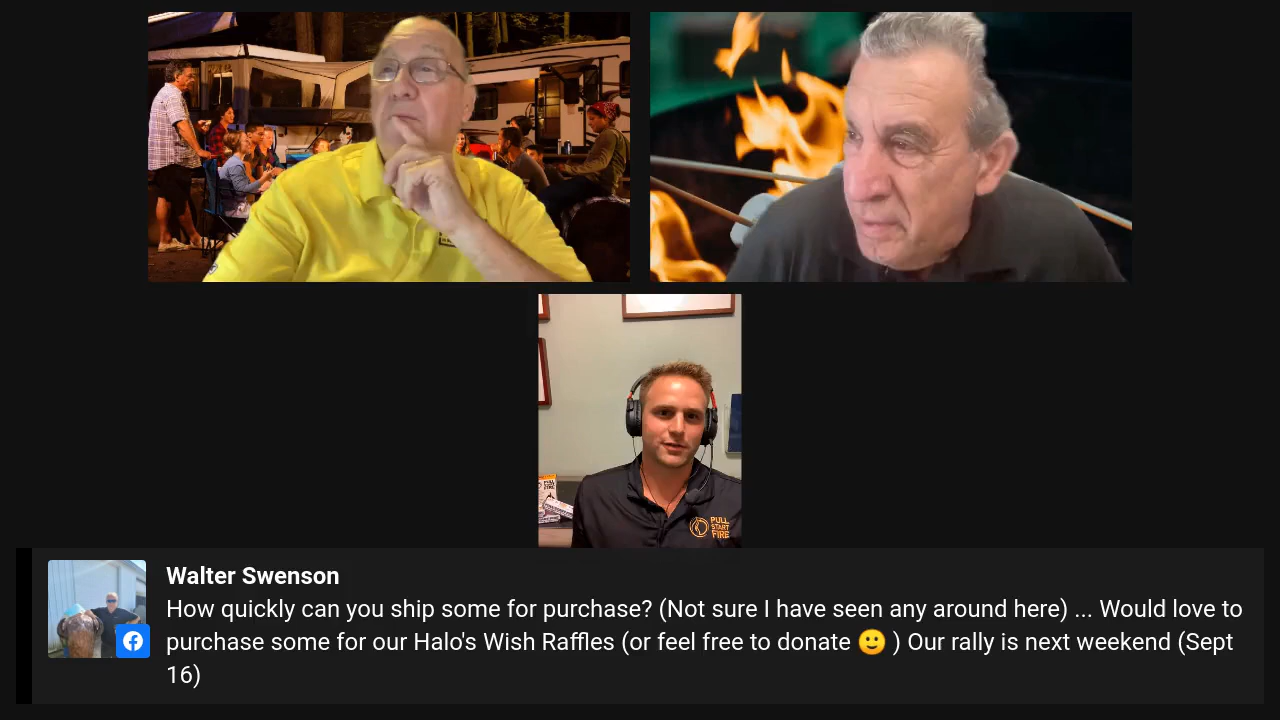 PULL
START
FIRE
Walter Swenson
How quickly can you ship some for purchase? (Not sure I have seen any around here) ... Would love to
purchase some for our Halo's Wish Raffles (or feel free to donate 🙂 ) Our rally is next weekend (Sept
16)